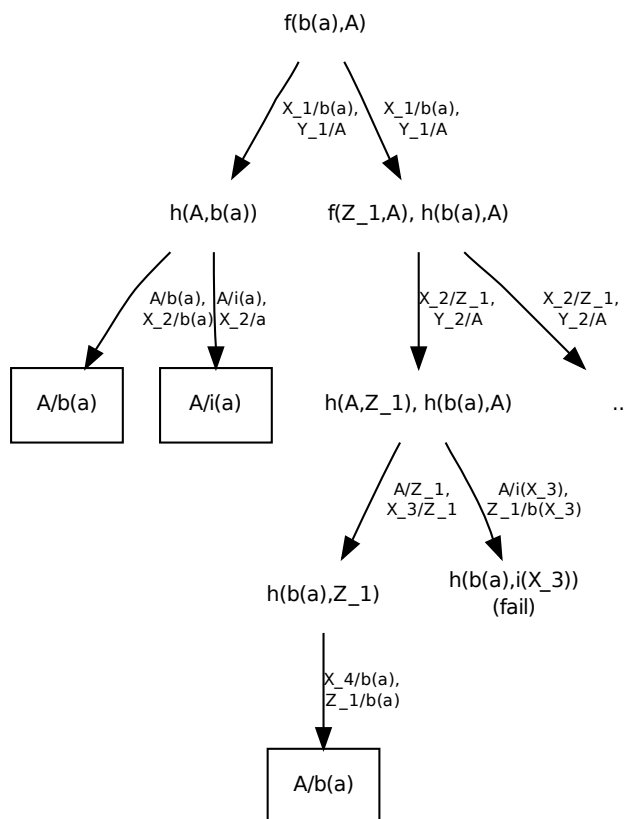 f(b(a),A)
X_1/b(a),
Y_1/A
X_1/b(a),
Y_1/A
h(A,b(a))
f(Z_1,A), h(b(a),A)
A/b(a),
X_2/b(a)
A/i(a),
X_2/a
X_2/Z_1,
Y_2/A
X_2/Z_1,
Y_2/A
A/b(a)
A/i(a)
h(A,Z_1), h(b(a),A)
..
A/Z_1,
X_3/Z_1
A/i(X_3),
Z_1/b(X_3)
h(b(a),Z_1)
h(b(a),i(X_3))
(fail)
X_4/b(a),
Z_1/b(a)
A/b(a)